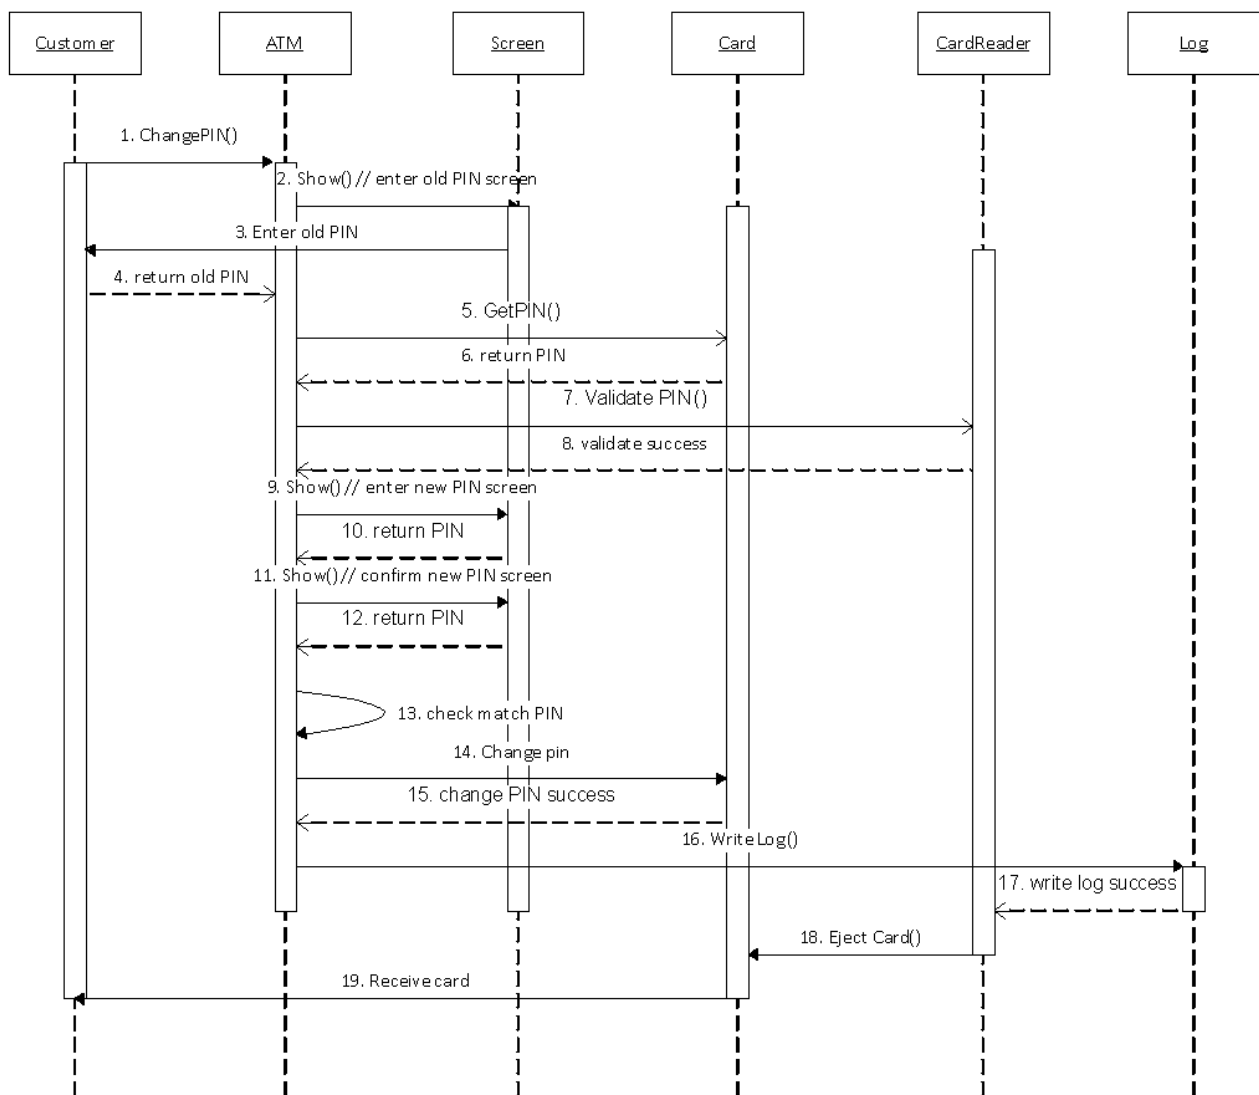 Customer
ATM
Screen
Card
CardReader
Log
1. ChangePIN()
2. Show() // enter old PIN screen
3. Enter old PIN
4. return old PIN
5. GetPIN()
6. return PIN
7. Validate PIN()
8. validate success
9. Show() // enter new PIN screen
10. return PIN
11. Show() // confirm new PIN screen
12. return PIN
13. check match PIN
14. Change pin
15. change PIN success
16. Write Log()
17. write log success
18. Eject Card()
19. Receive card